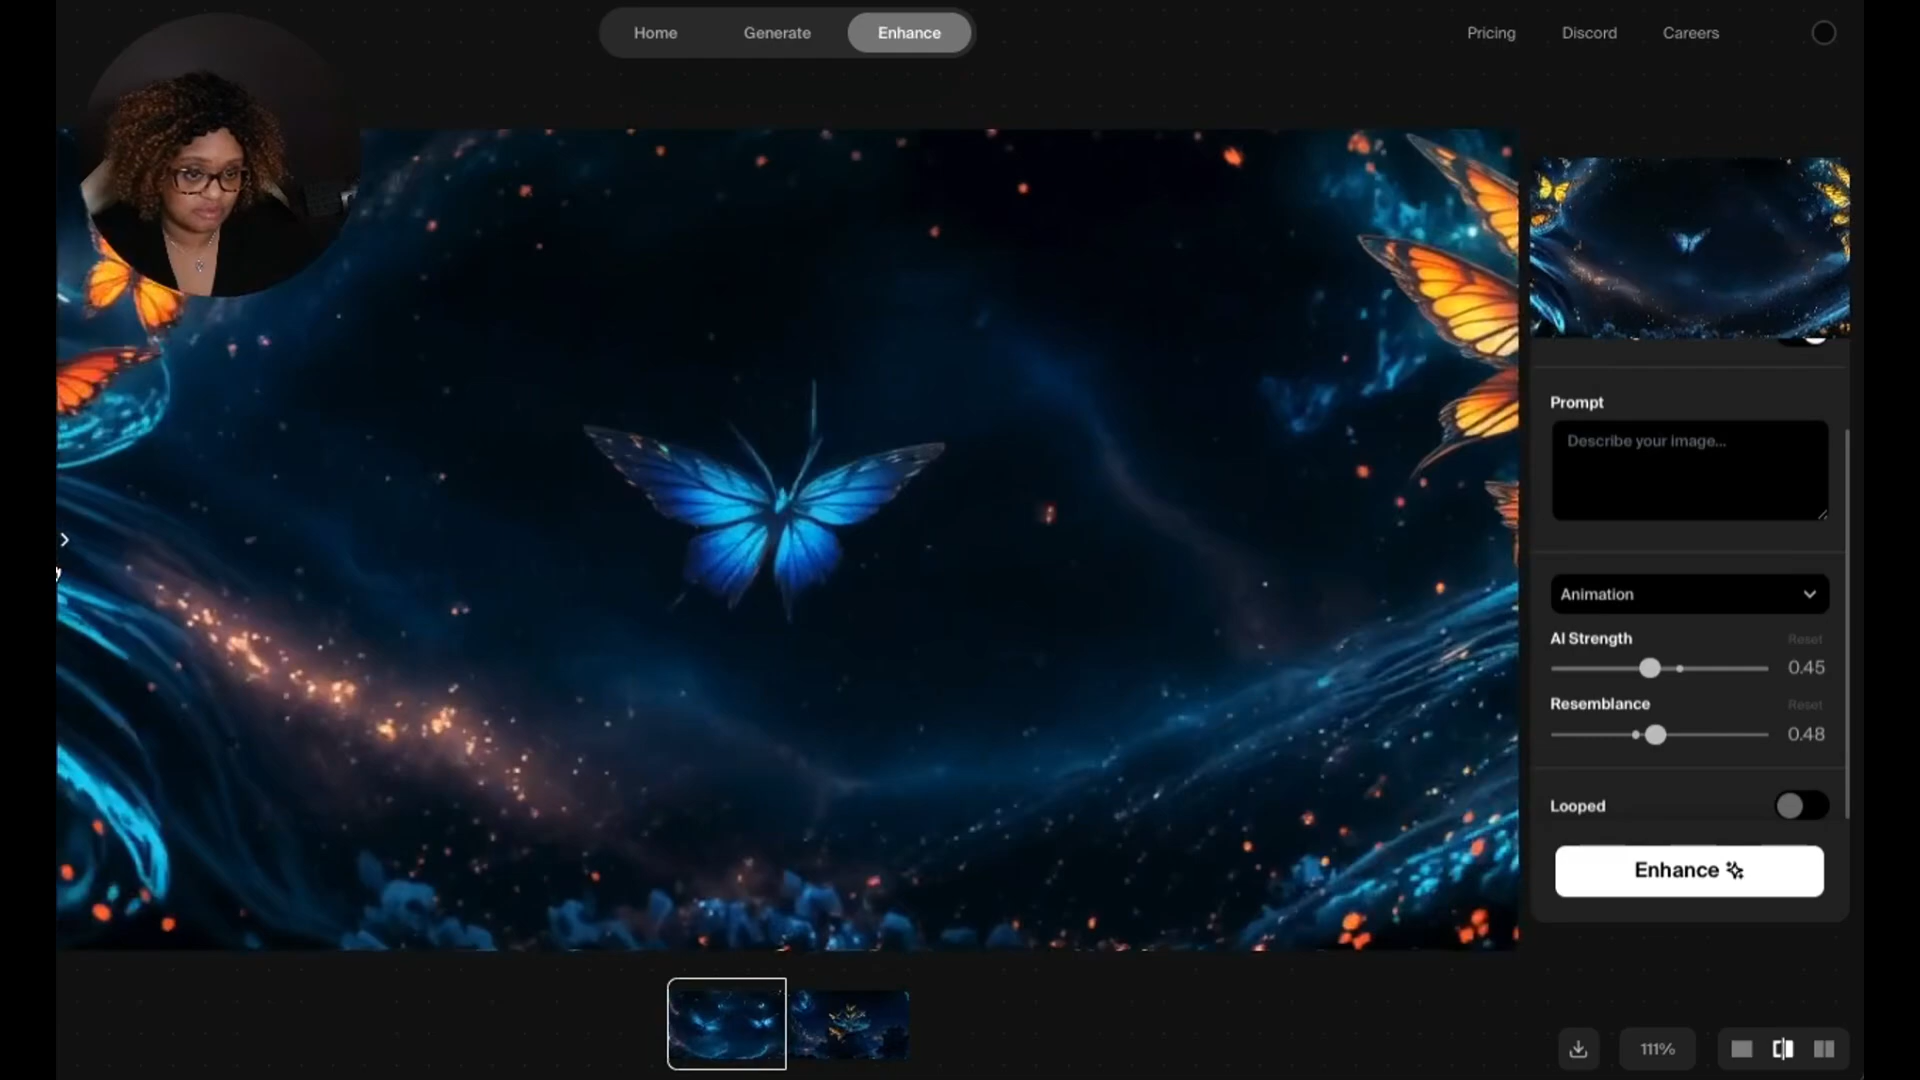 Home Generate Enhance Pricing Discord Careers
Prompt
Describe your image...
Animation
AI Strength Reset
0.45
Resemblance Reset
0.48
Looped
Enhance
111%